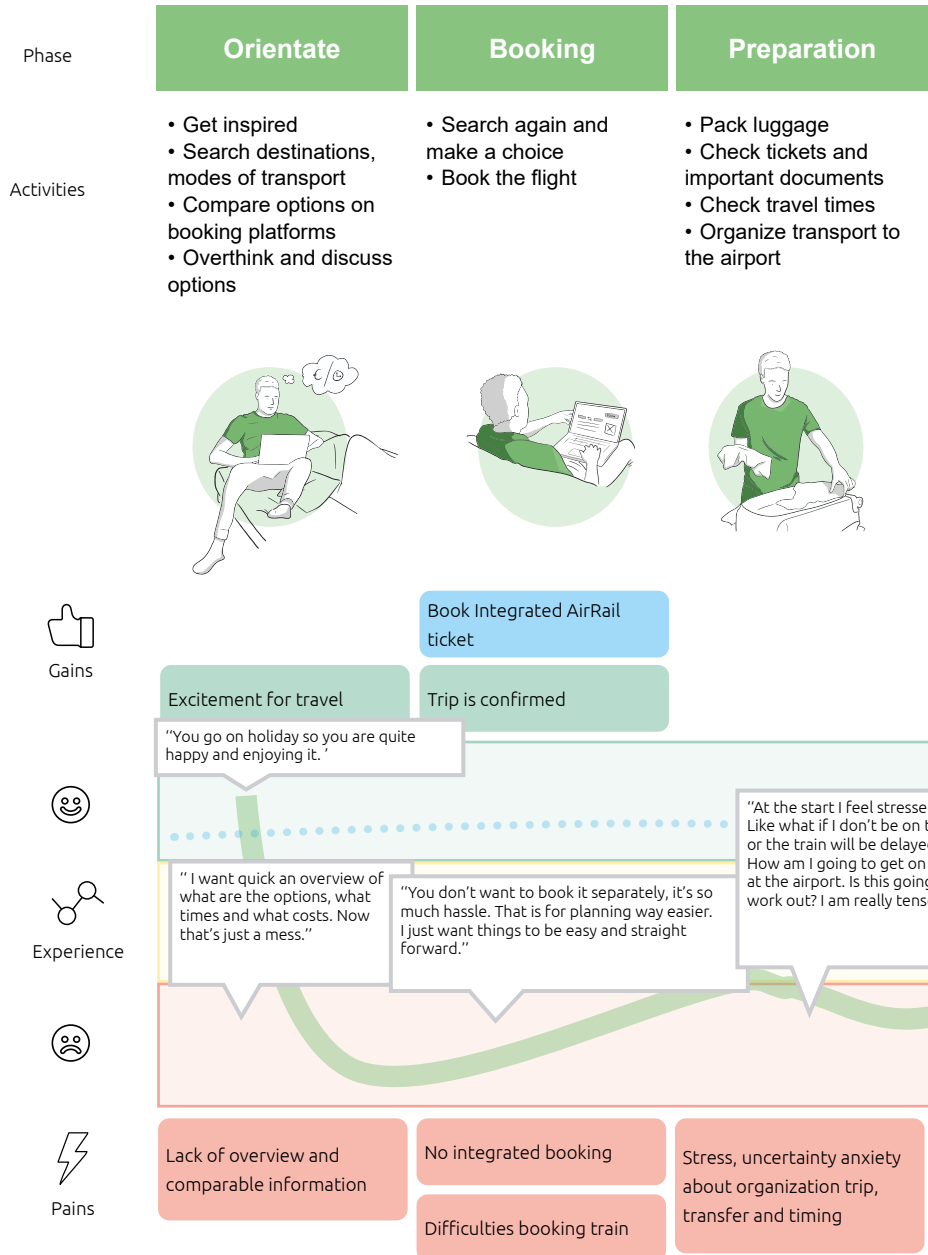 Phase
Orientate
Booking
Preparation
Activities
• Get inspired
• Search destinations,
modes of transport
• Compare options on
booking platforms
• Overthink and discuss
options
• Search again and
make a choice
• Book the flight
• Pack luggage
• Check tickets and
important documents
• Check travel times
• Organize transport to
the airport
€/
Gains
Book Integrated AirRail
ticket
Excitement for travel
Trip is confirmed
Experience
“You go on holiday so you are quite
happy and enjoying it. ’
“ I want quick an overview of
what are the options, what
times and what costs. Now
that’s just a mess.”
“You don’t want to book it separately, it’s so
much hassle. That is for planning way easier.
I just want things to be easy and straight
forward.”
“At the start I feel stresse
Like what if I don’t be on t
or the train will be delaye
How am I going to get on
at the airport. Is this going
work out? I am really tens
Pains
Lack of overview and
comparable information
No integrated booking
Difficulties booking train
Stress, uncertainty anxiety
about organization trip,
transfer and timing